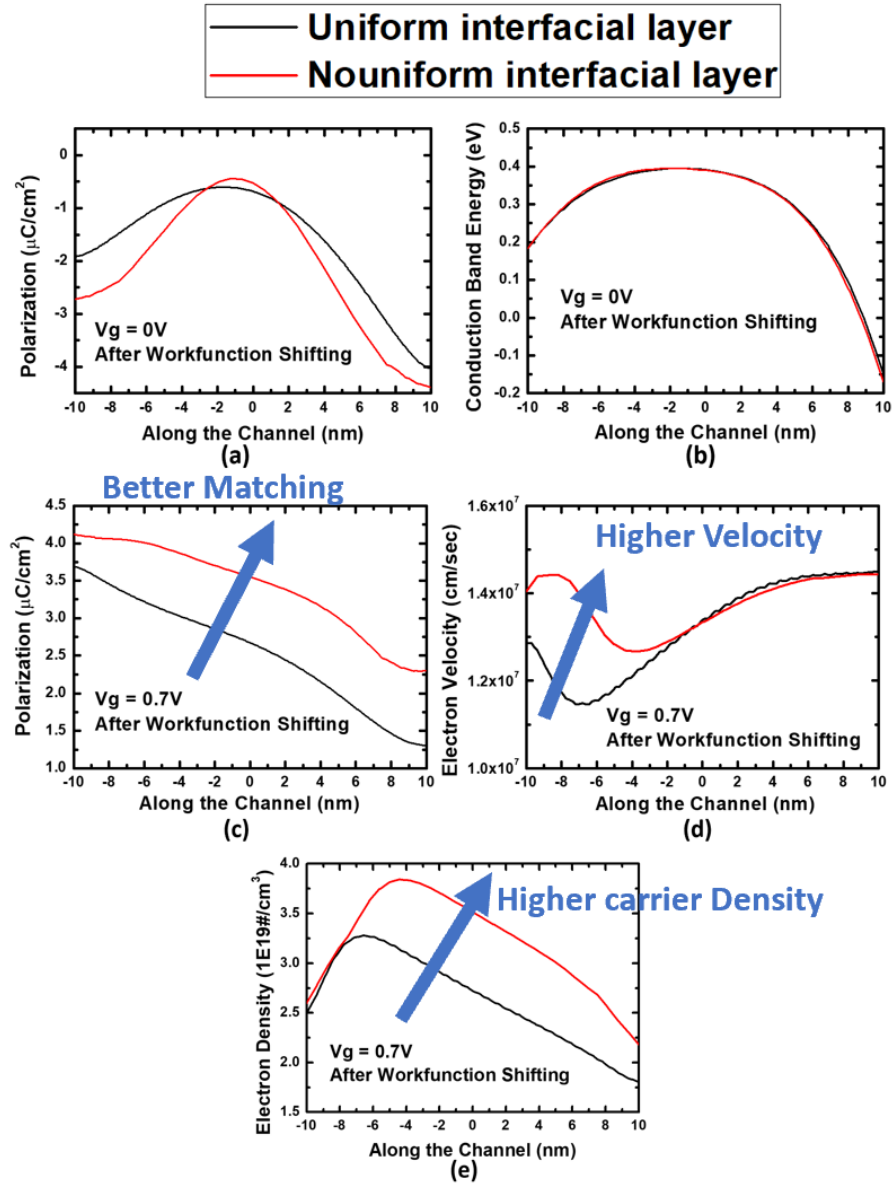 Uniform interfacial layer
Nouniform interfacial layer
Polarization (μC/cm²)
0
-1
-2
-3
-4
Vg = 0V
After Workfunction Shifting
-10 -8 -6 -4 -2 0 2 4 6 8 10
Along the Channel (nm)
(a)
Conduction Band Energy (eV)
0.5
0.4
0.3
0.2
0.1
0.0
-0.1
-0.2
Vg = 0V
After Workfunction Shifting
-10 -8 -6 -4 -2 0 2 4 6 8 10
Along the Channel (nm)
(b)
Better Matching
Polarization (μC/cm²)
4.5
4.0
3.5
3.0
2.5
2.0
1.5
1.0
Vg = 0.7V
After Workfunction Shifting
-10 -8 -6 -4 -2 0 2 4 6 8 10
Along the Channel (nm)
(c)
Electron Velocity (cm/sec)
1.6x10⁷
1.4x10⁷
1.2x10⁷
1.0x10⁷
Higher Velocity
Vg = 0.7V
After Workfunction Shifting
-10 -8 -6 -4 -2 0 2 4 6 8 10
Along the Channel (nm)
(d)
Electron Density (1E19#/cm³)
4.0
3.5
3.0
2.5
2.0
1.5
Higher carrier Density
Vg = 0.7V
After Workfunction Shifting
-10 -8 -6 -4 -2 0 2 4 6 8 10
Along the Channel (nm)
(e)